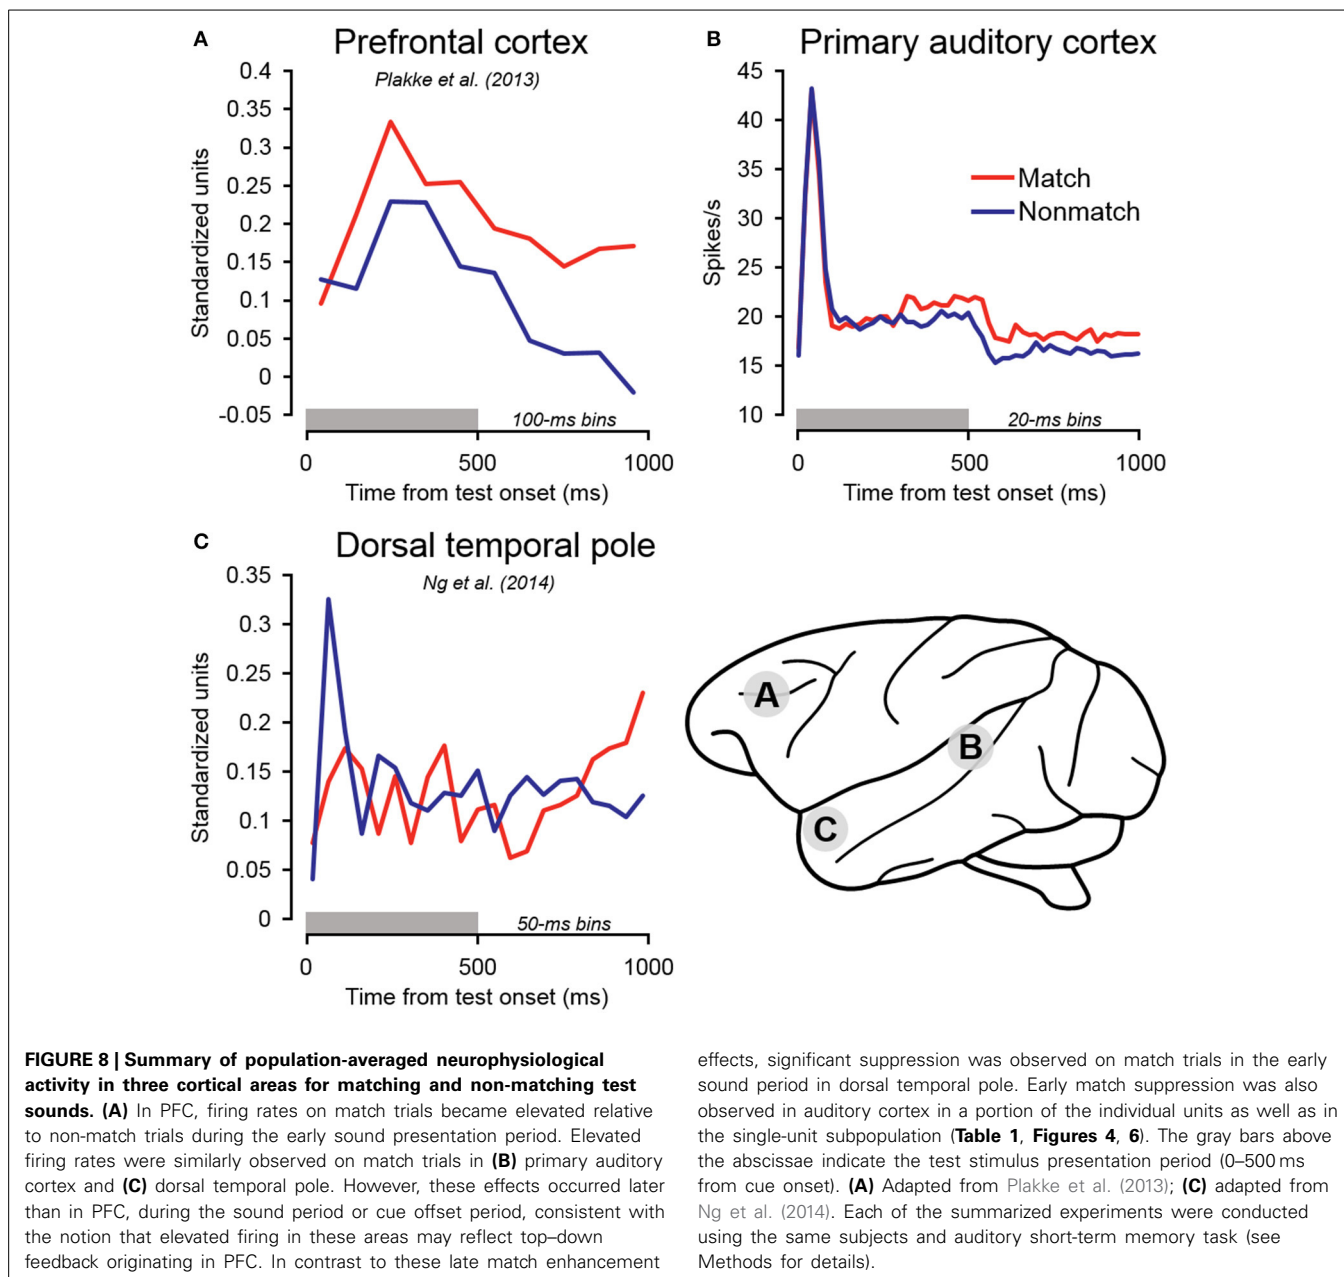 A
Prefrontal cortex
Plakke et al. (2013)
0.4
0.35
0.3
0.25
0.2
0.15
0.1
0.05
0
-0.05
Standardized units
100-ms bins
0
500
1000
Time from test onset (ms)
B
Primary auditory cortex
45
40
35
30
25
20
15
10
Spikes/s
Match
Nonmatch
20-ms bins
0
500
1000
Time from test onset (ms)
C
Dorsal temporal pole
Ng et al. (2014)
0.35
0.3
0.25
0.2
0.15
0.1
0.05
0
Standardized units
50-ms bins
0
500
1000
Time from test onset (ms)
A
B
C
FIGURE 8 | Summary of population-averaged neurophysiological
activity in three cortical areas for matching and non-matching test
sounds. (A) In PFC, firing rates on match trials became elevated relative
to non-match trials during the early sound presentation period. Elevated
firing rates were similarly observed on match trials in (B) primary auditory
cortex and (C) dorsal temporal pole. However, these effects occurred later
than in PFC, during the sound period or cue offset period, consistent with
the notion that elevated firing in these areas may reflect top–down
feedback originating in PFC. In contrast to these late match enhancement
effects, significant suppression was observed on match trials in the early
sound period in dorsal temporal pole. Early match suppression was also
observed in auditory cortex in a portion of the individual units as well as in
the single-unit subpopulation (Table 1, Figures 4, 6). The gray bars above
the abscissae indicate the test stimulus presentation period (0–500 ms
from cue onset). (A) Adapted from Plakke et al. (2013); (C) adapted from
Ng et al. (2014). Each of the summarized experiments were conducted
using the same subjects and auditory short-term memory task (see
Methods for details).